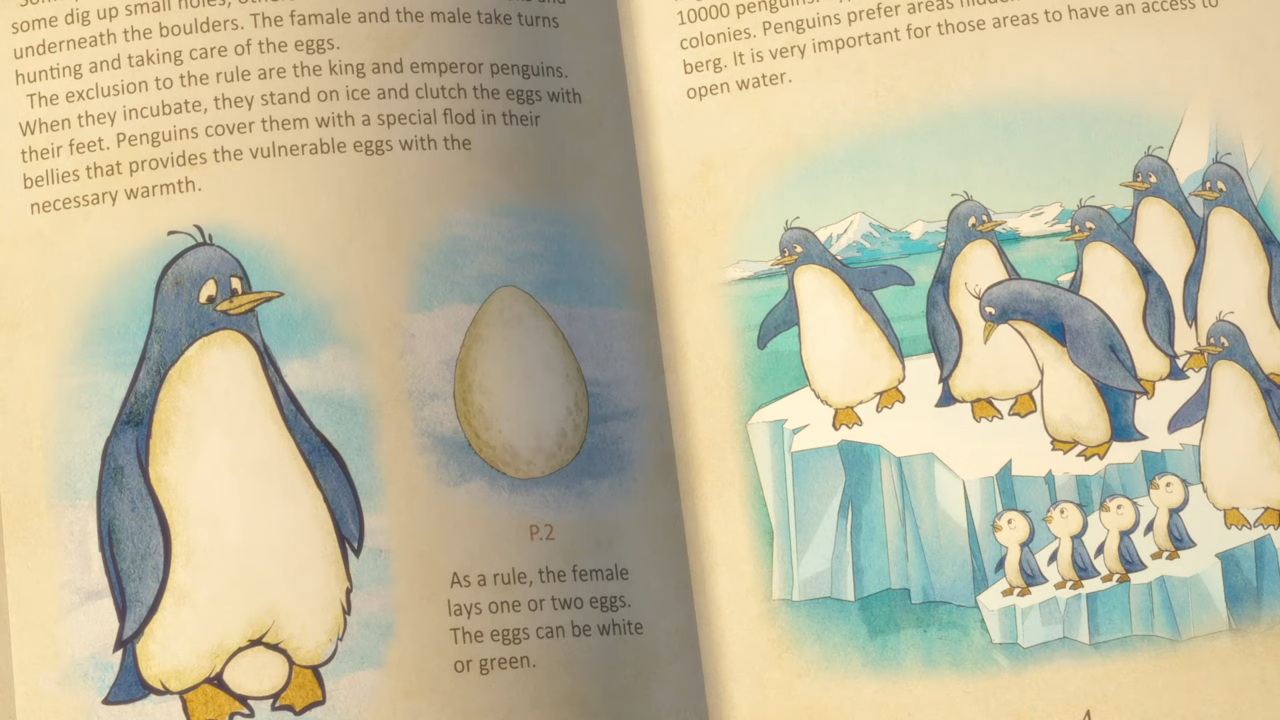 some dig up small holes,
underneath the boulders. The famale and the male take turns
hunting and taking care of the eggs.
The exclusion to the rule are the king and emperor penguins.
When they incubate, they stand on ice and clutch the eggs with
their feet. Penguins cover them with a special flod in their
bellies that provides the vulnerable eggs with the
necessary warmth.
P.2
As a rule, the female
lays one or two eggs.
The eggs can be white
or green.
10000 penguins.
colonies. Penguins prefer areas hidden
berg. It is very important for those areas to have an access to
open water.